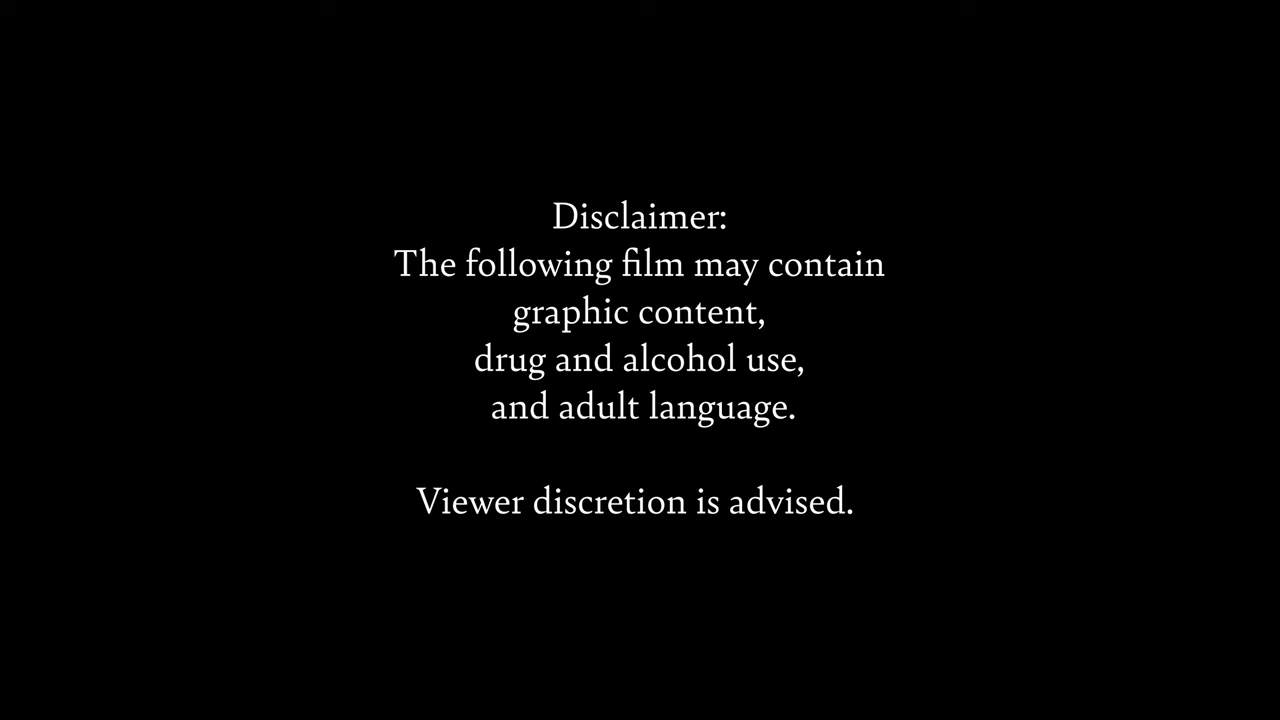 Disclaimer:
The following film may contain
graphic content,
drug and alcohol use,
and adult language.
Viewer discretion is advised.